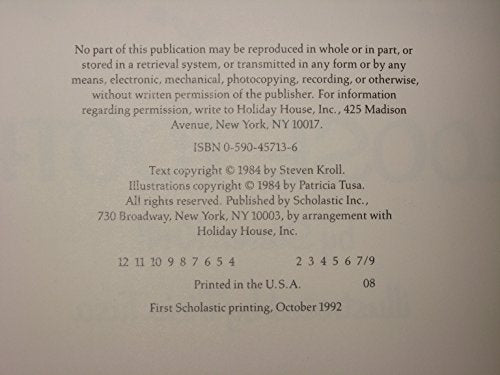 No part of this publication may be reproduced in whole or in part, or
stored in a retrieval system, or transmitted in any form or by any
means, electronic, mechanical, photocopying, recording, or otherwise,
without written permission of the publisher. For information
regarding permission, write to Holiday House, Inc., 425 Madison
Avenue, New York, NY 10017.
ISBN 0-590-45713-6
Text copyright © 1984 by Steven Kroll.
Illustrations copyright © 1984 by Patricia Tusa.
All rights reserved. Published by Scholastic Inc.,
730 Broadway, New York, NY 10003, by arrangement with
Holiday House, Inc.
12 11 10 9 8 7 6 5 4 2 3 4 5 6 7/9
Printed in the U.S.A. 08
First Scholastic printing, October 1992